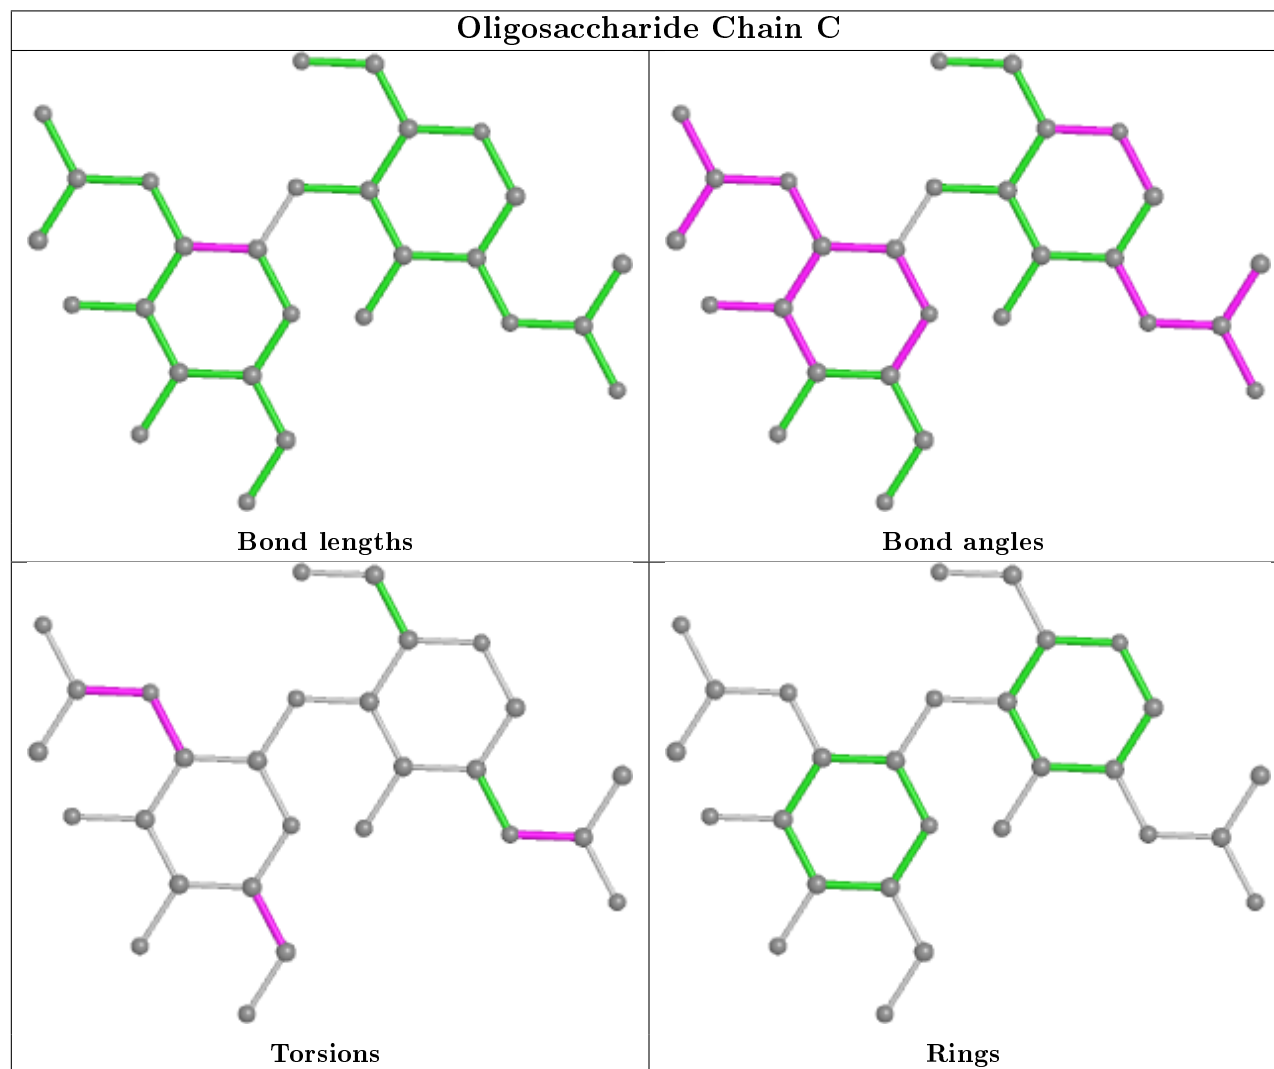 Oligosaccharide Chain C
Bond lengths
Bond angles
Torsions
Rings